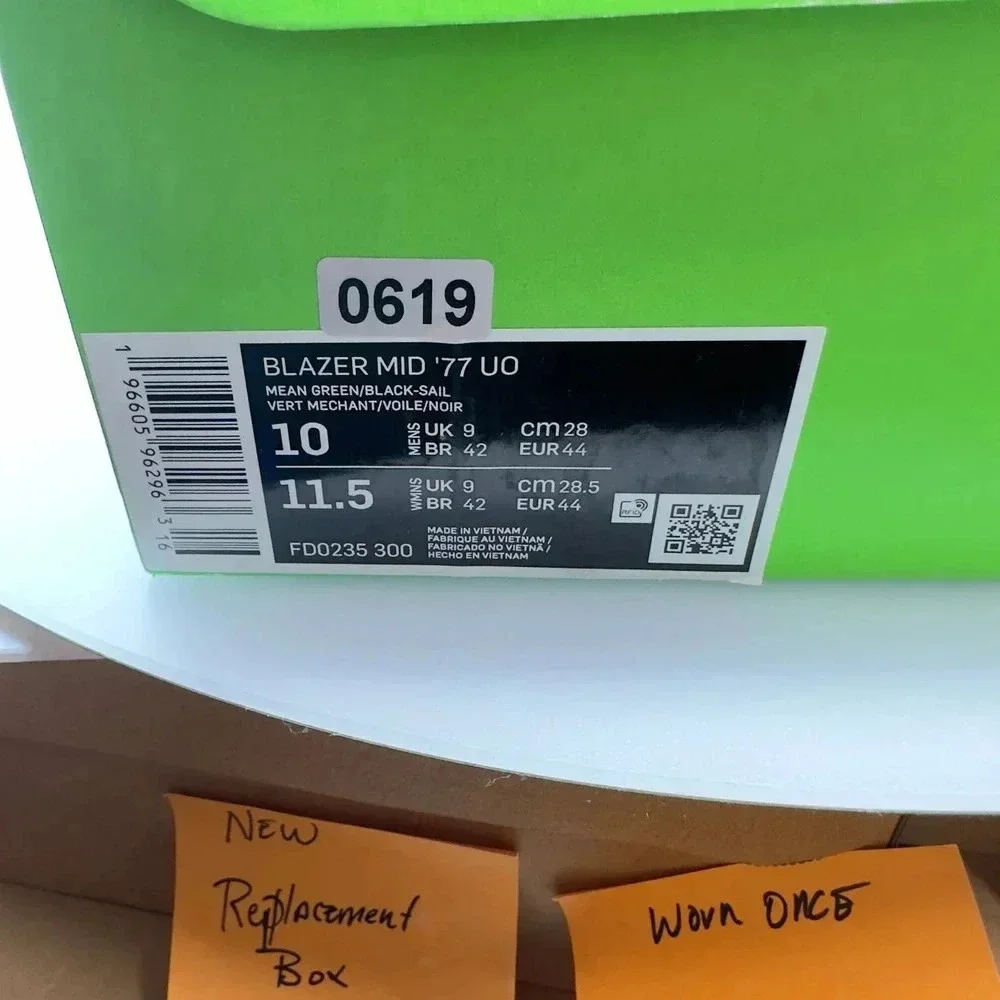 0619
BLAZER MID '77 UO
MEAN GREEN/BLACK-SAIL
VERT MECHANT/VOILE/NOIR
10 MENS UK 9 cm 28
BR 42 EUR 44
11.5 WMNS UK 9 cm 28.5
BR 42 EUR 44
FD0235 300
MADE IN VIETNAM /
FABRIQUE AU VIETNAM /
FABRICADO NO VIETNÃ /
HECHO EN VIETNAM
RFID
1 96605 96296 3 16
NEW
Replacement
Box
Worn ONCE